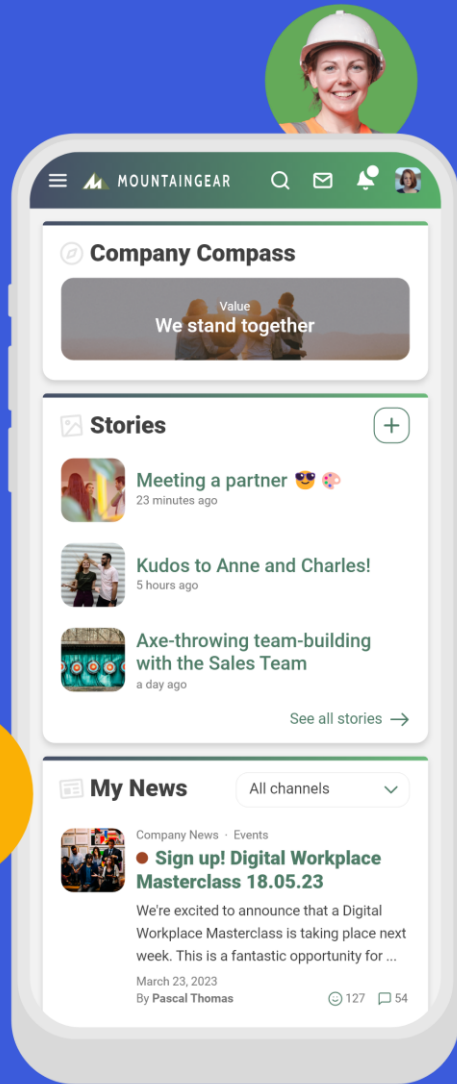 MOUNTAINGEAR
Company Compass
Value
We stand together
Stories
Meeting a partner 😎 🎨
23 minutes ago
Kudos to Anne and Charles!
5 hours ago
Axe-throwing team-building
with the Sales Team
a day ago
See all stories →
My News
All channels
Company News · Events
Sign up! Digital Workplace
Masterclass 18.05.23
We're excited to announce that a Digital
Workplace Masterclass is taking place next
week. This is a fantastic opportunity for ...
March 23, 2023
By Pascal Thomas
127
54